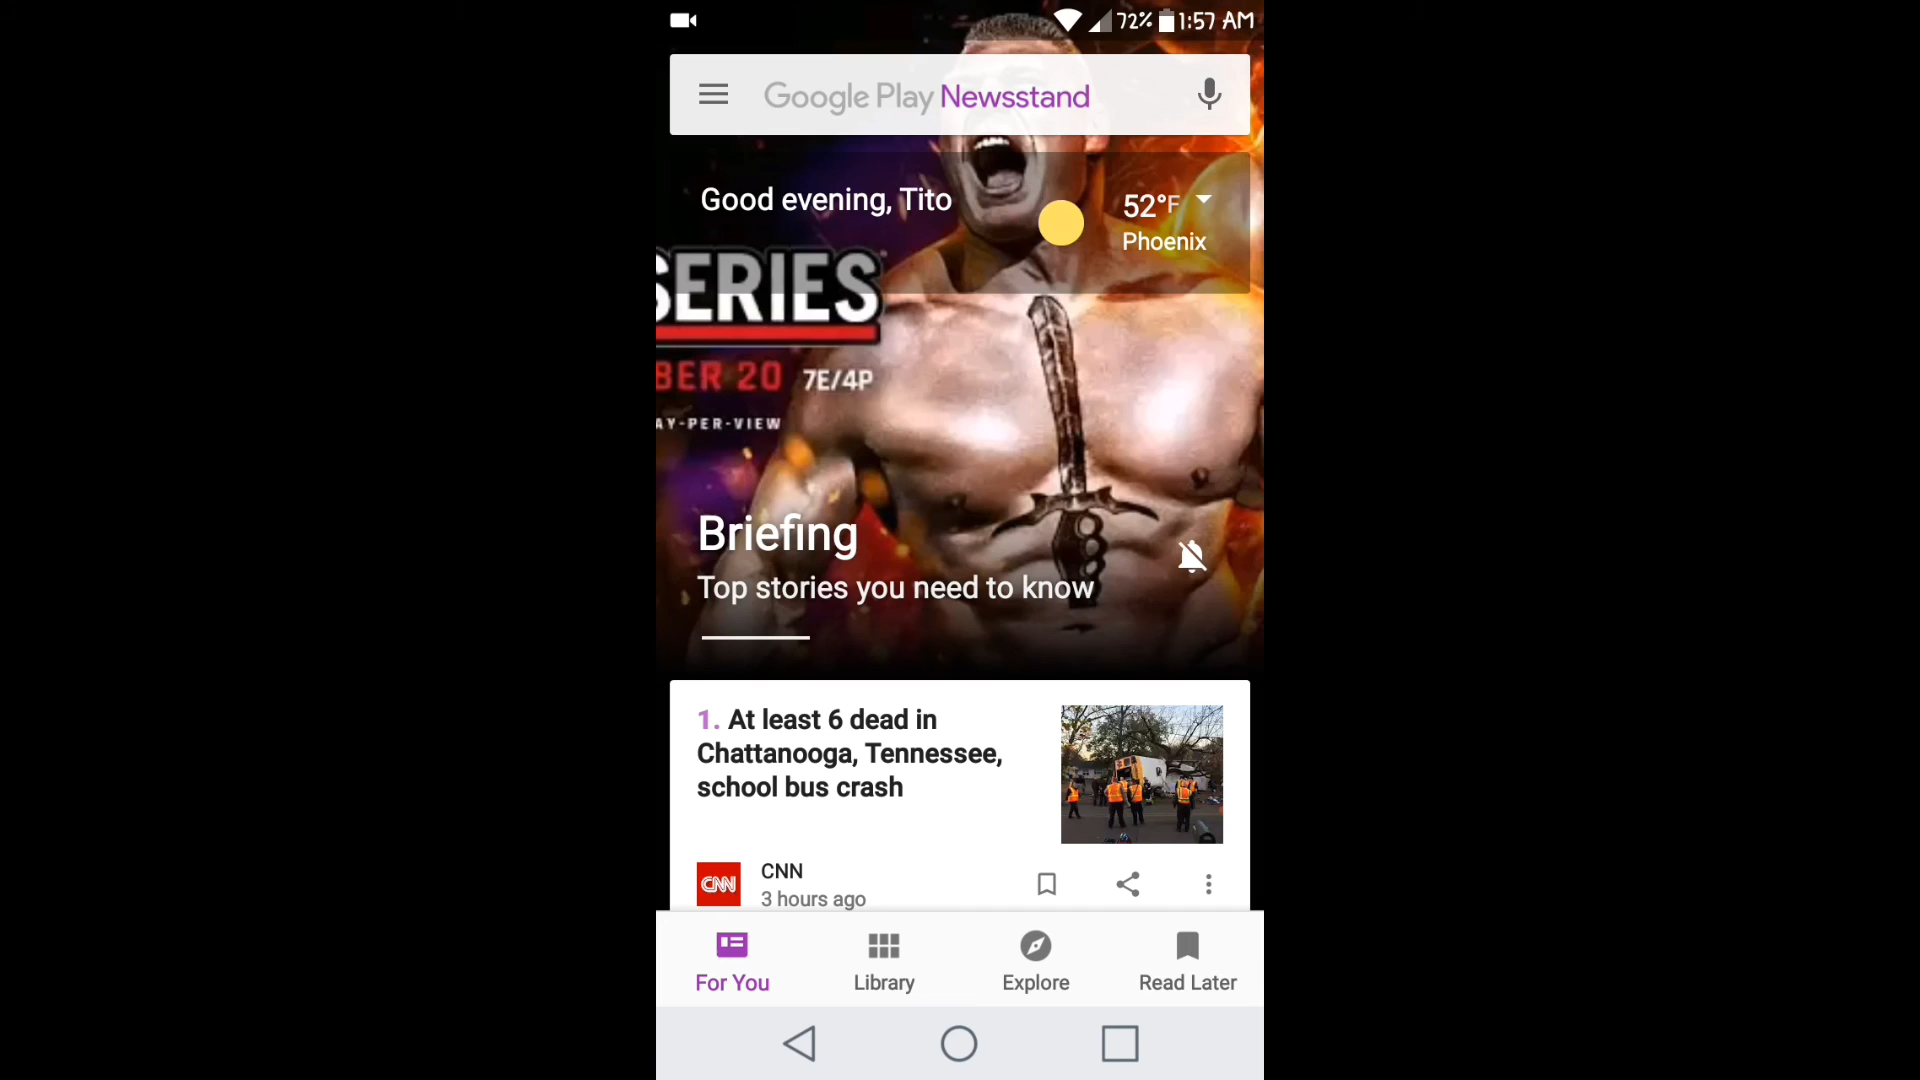 72% 1:57 AM
Google Play Newsstand
Good evening, Tito
52°F
Phoenix
SERIES
BER 20 7E/4P
AY-PER-VIEW
Briefing
Top stories you need to know
1. At least 6 dead in
Chattanooga, Tennessee,
school bus crash
CNN
CNN
3 hours ago
For You
Library
Explore
Read Later